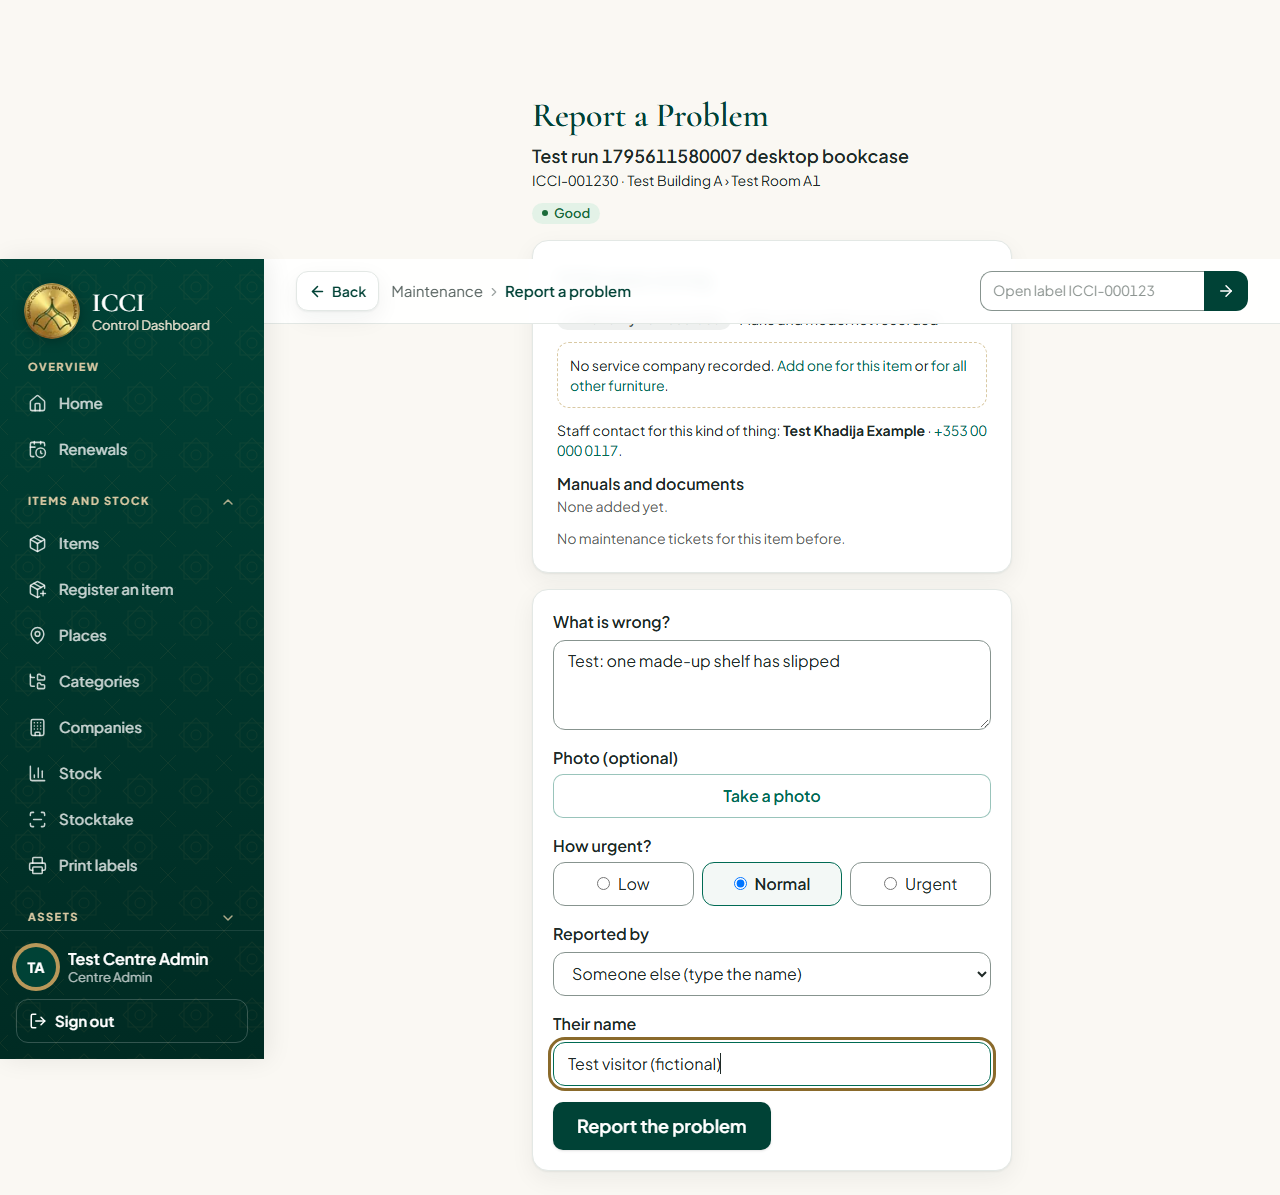 Report a Problem
Test run 1795611580007 desktop bookcase
ICCI-001230 · Test Building A › Test Room A1
Good
ICCI
Control Dashboard
OVERVIEW
Home
Renewals
ITEMS AND STOCK
Items
Register an item
Places
Categories
Companies
Stock
Stocktake
Print labels
ASSETS
TA
Test Centre Admin
Centre Admin
Sign out
Back
Maintenance
Report a problem
Open label ICCI-000123
No service company recorded. Add one for this item or for all
other furniture.
Staff contact for this kind of thing: Test Khadija Example · +353 00
000 0117.
Manuals and documents
None added yet.
No maintenance tickets for this item before.
What is wrong?
Test: one made-up shelf has slipped
Photo (optional)
Take a photo
How urgent?
Low
Normal
Urgent
Reported by
Someone else (type the name)
Their name
Test visitor (fictional)
Report the problem